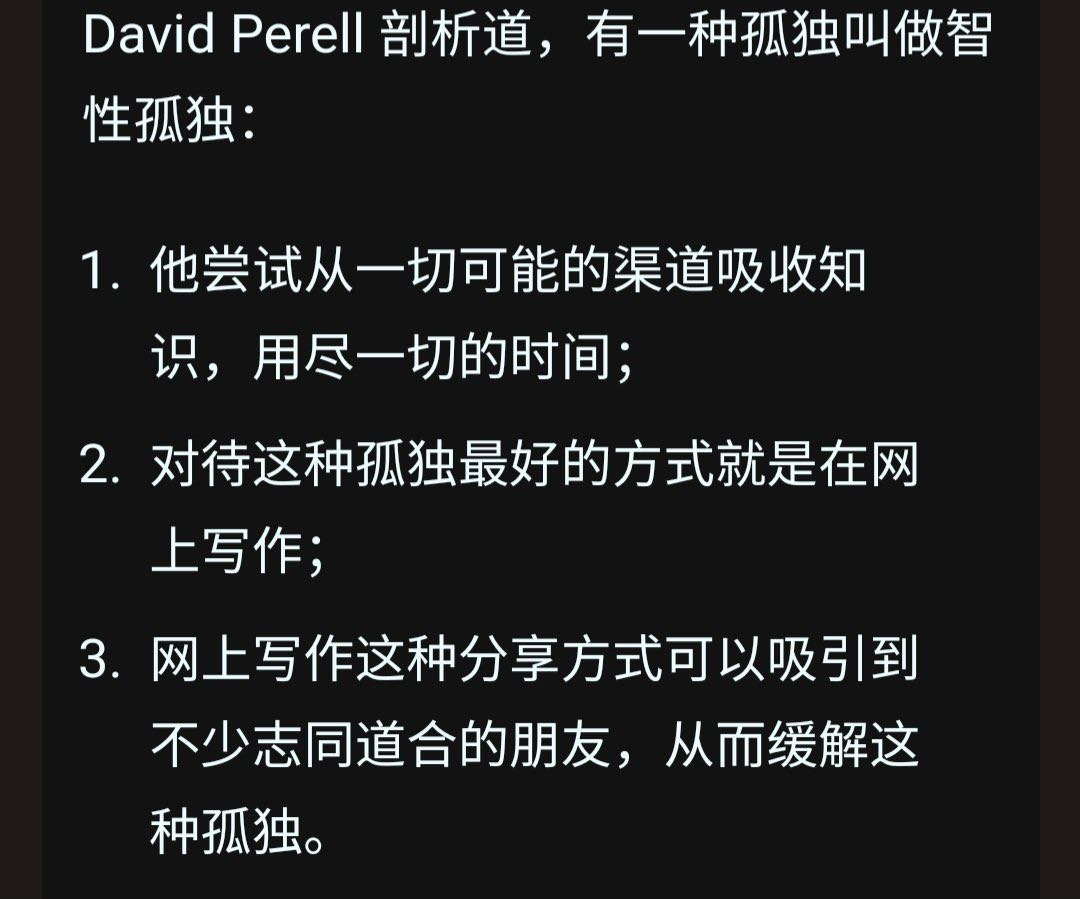 David Perell 剖析道，有一种孤独叫做智
性孤独：
1. 他尝试从一切可能的渠道吸收知
识，用尽一切的时间；
2. 对待这种孤独最好的方式就是在网
上写作；
3. 网上写作这种分享方式可以吸引到
不少志同道合的朋友，从而缓解这
种孤独。